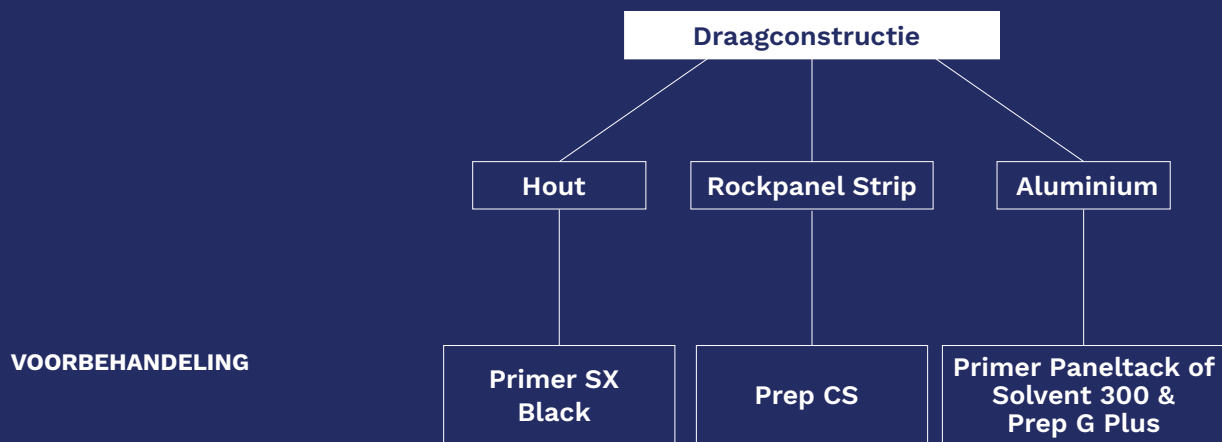 Draagconstructie
Hout
Rockpanel Strip
Aluminium
VOORBEHANDELING
Primer SX
Black
Prep CS
Primer Paneltack of
Solvent 300 &
Prep G Plus